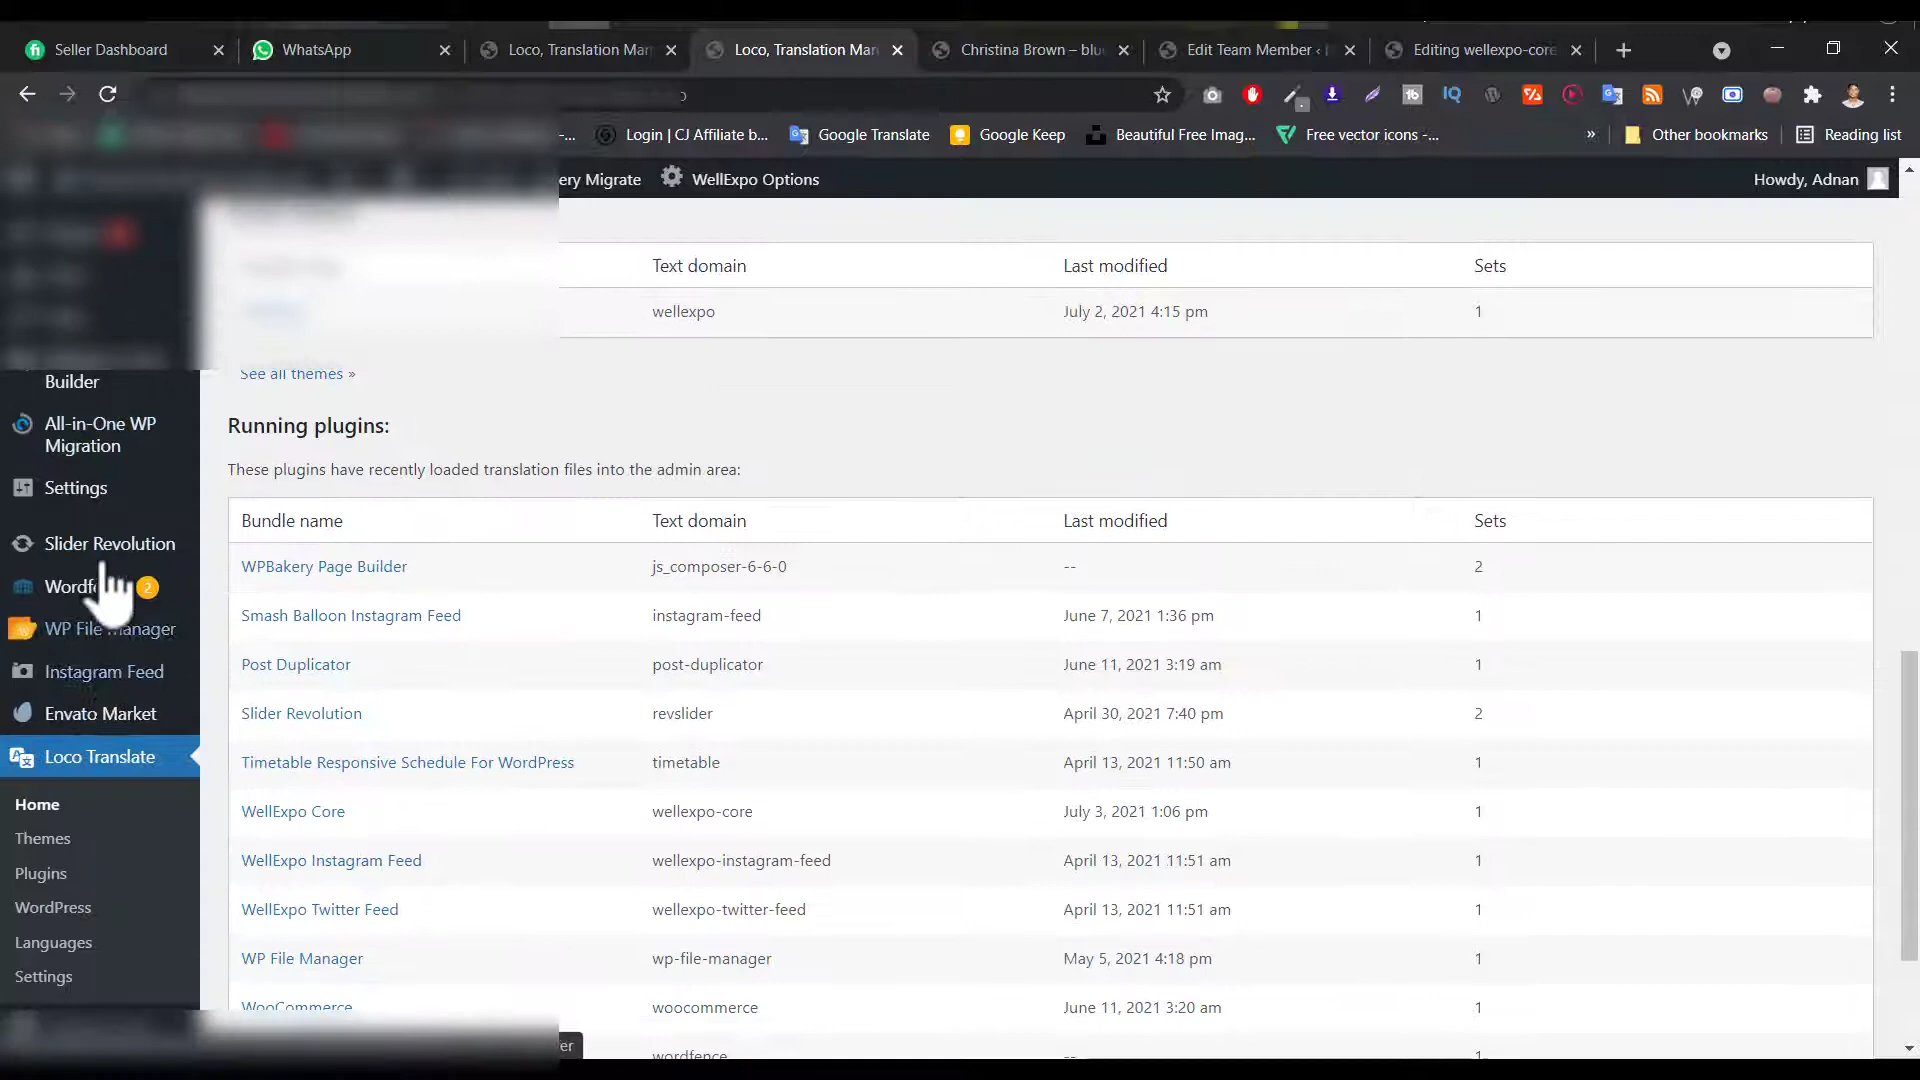 Seller Dashboard
WhatsApp
Loco, Translation Mar
Loco, Translation Mar
Christina Brown – blu
Edit Team Member ‹
Editing wellexpo-core
-...
Login | CJ Affiliate b...
Google Translate
Google Keep
Beautiful Free Imag...
Free vector icons -...
»
Other bookmarks
Reading list
ery Migrate
WellExpo Options
Howdy, Adnan
Text domain
Last modified
Sets
wellexpo
July 2, 2021 4:15 pm
1
See all themes »
Builder
All-in-One WP
Migration
Settings
Slider Revolution
Wordf
2
WP File Manager
Instagram Feed
Envato Market
Loco Translate
Home
Themes
Plugins
WordPress
Languages
Settings
Running plugins:
These plugins have recently loaded translation files into the admin area:
Bundle name Text domain Last modified Sets
WPBakery Page Builder js_composer-6-6-0 -- 2
Smash Balloon Instagram Feed instagram-feed June 7, 2021 1:36 pm 1
Post Duplicator post-duplicator June 11, 2021 3:19 am 1
Slider Revolution revslider April 30, 2021 7:40 pm 2
Timetable Responsive Schedule For WordPress timetable April 13, 2021 11:50 am 1
WellExpo Core wellexpo-core July 3, 2021 1:06 pm 1
WellExpo Instagram Feed wellexpo-instagram-feed April 13, 2021 11:51 am 1
WellExpo Twitter Feed wellexpo-twitter-feed April 13, 2021 11:51 am 1
WP File Manager wp-file-manager May 5, 2021 4:18 pm 1
WooCommerce woocommerce June 11, 2021 3:20 am 1
wordfence -- 1
er